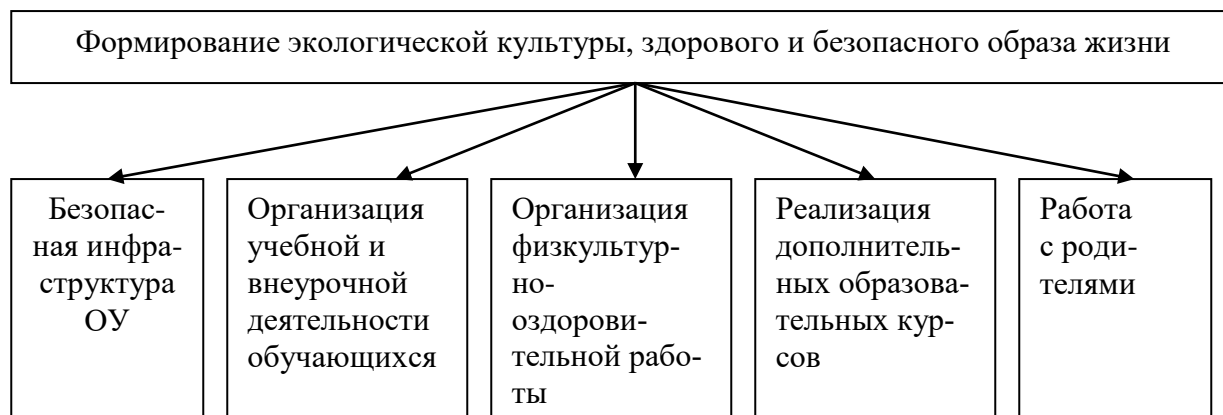 Формирование экологической культуры, здорового и безопасного образа жизни
Безопас-
ная инфра-
структура
ОУ
Организация
учебной и
внеурочной
деятельности
обучающихся
Организация
физкультур-
но-
оздорови-
тельной рабо-
ты
Реализация
дополнитель-
ных образова-
тельных кур-
сов
Работа
с роди-
телями